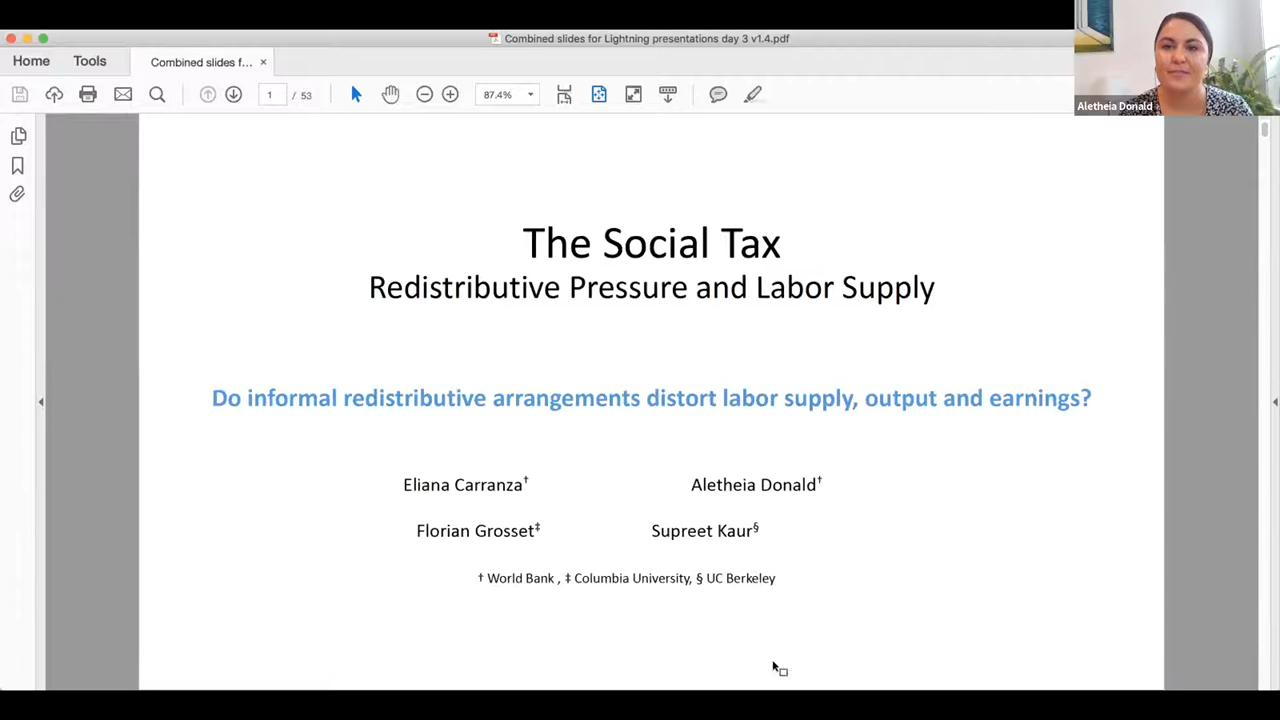 Combined slides for Lightning presentations day 3 v1.4.pdf
Home Tools Combined slides f... ×
1 / 53 87.4%
Aletheia Donald
The Social Tax
Redistributive Pressure and Labor Supply
Do informal redistributive arrangements distort labor supply, output and earnings?
Eliana Carranza† Aletheia Donald†
Florian Grosset‡ Supreet Kaur§
† World Bank , ‡ Columbia University, § UC Berkeley